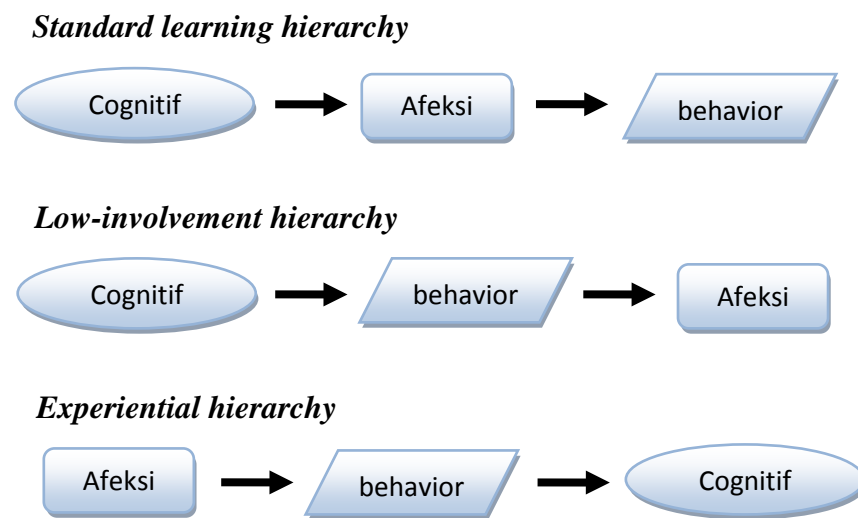 Standard learning hierarchy
Cognitif Afeksi behavior
Low-involvement hierarchy
Cognitif behavior Afeksi
Experiential hierarchy
Afeksi behavior Cognitif